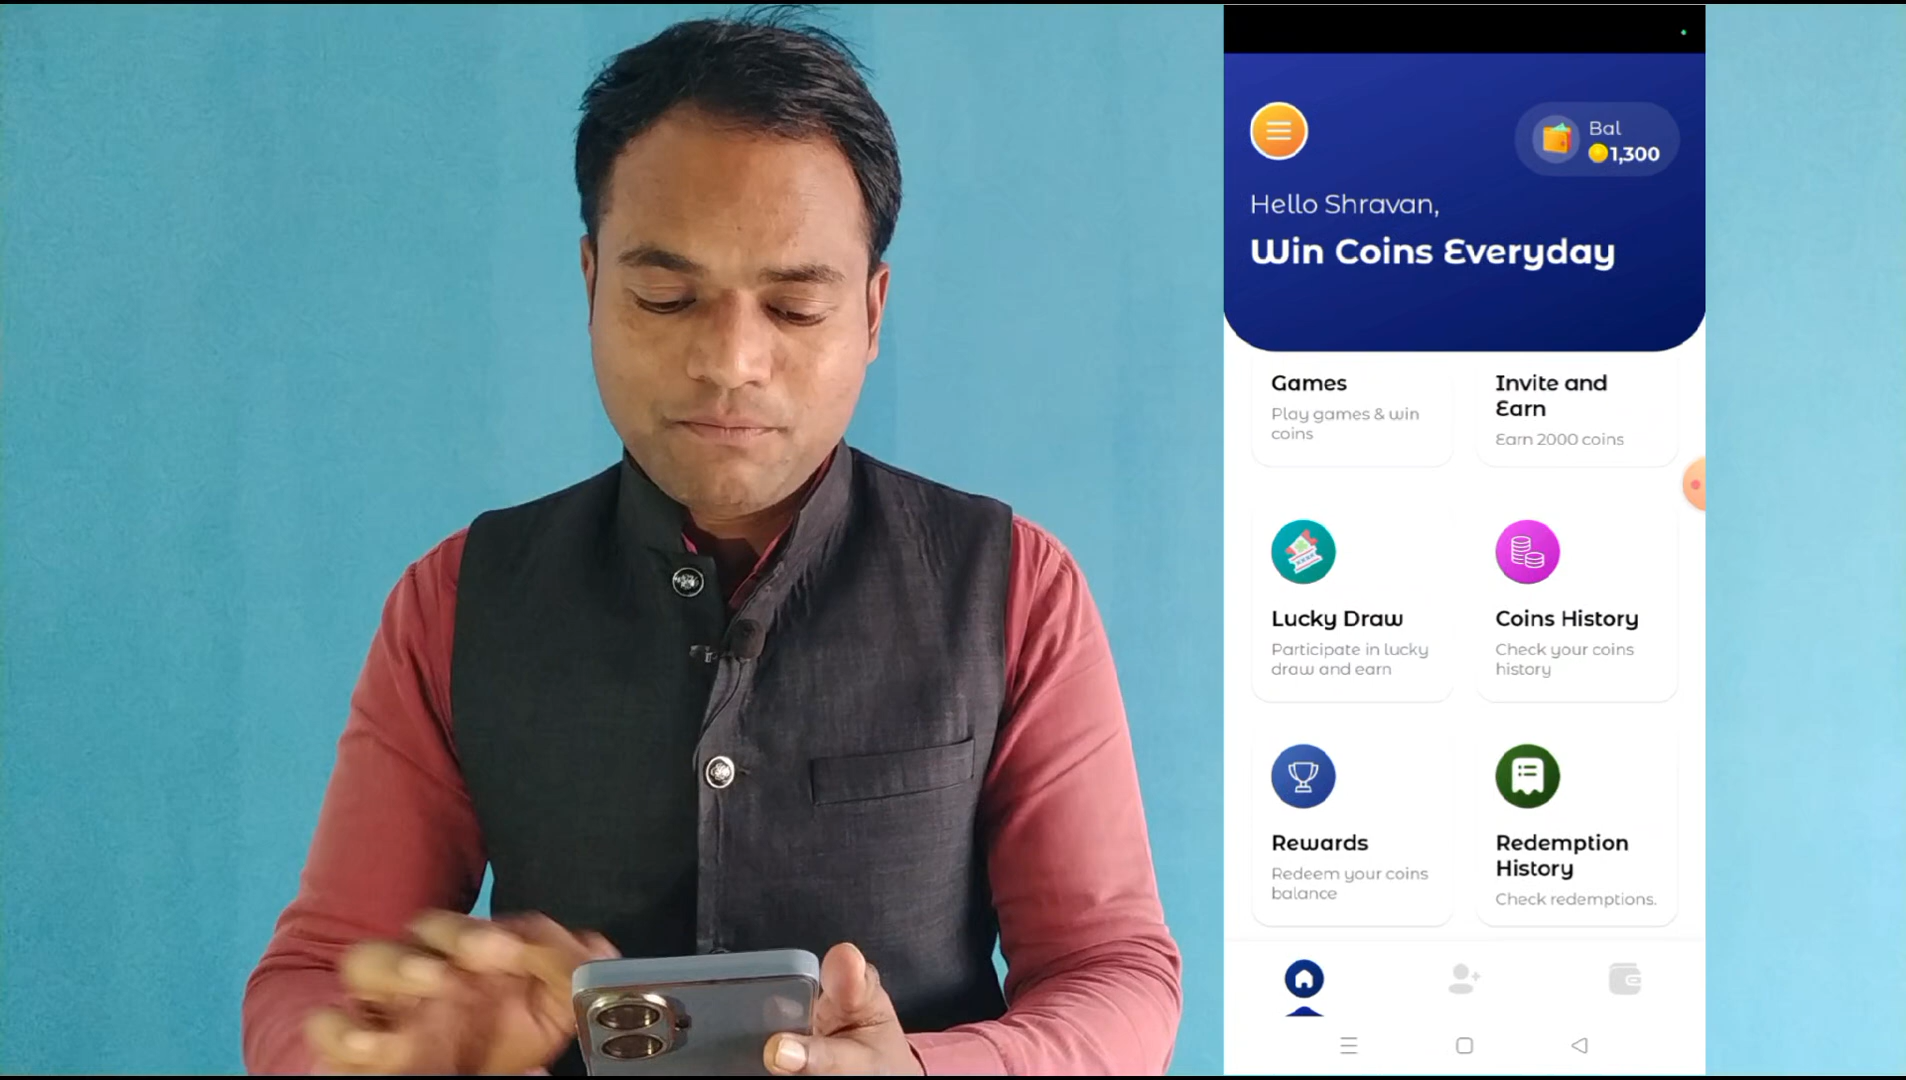 Bal
1,300
Hello Shravan,
Win Coins Everyday
Games
Play games & win
coins
Invite and
Earn
Earn 2000 coins
Lucky Draw
Participate in lucky
draw and earn
Coins History
Check your coins
history
Rewards
Redeem your coins
balance
Redemption
History
Check redemptions.